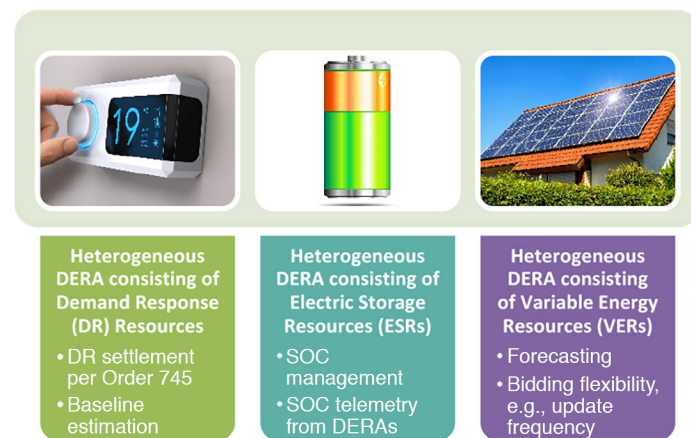 19
Heterogeneous
DERA consisting of
Demand Response
(DR) Resources
• DR settlement
per Order 745
• Baseline
estimation
Heterogeneous
DERA consisting of
Electric Storage
Resources (ESRs)
• SOC
management
• SOC telemetry
from DERAs
Heterogeneous
DERA consisting
of Variable Energy
Resources (VERs)
• Forecasting
• Bidding flexibility,
e.g., update
frequency